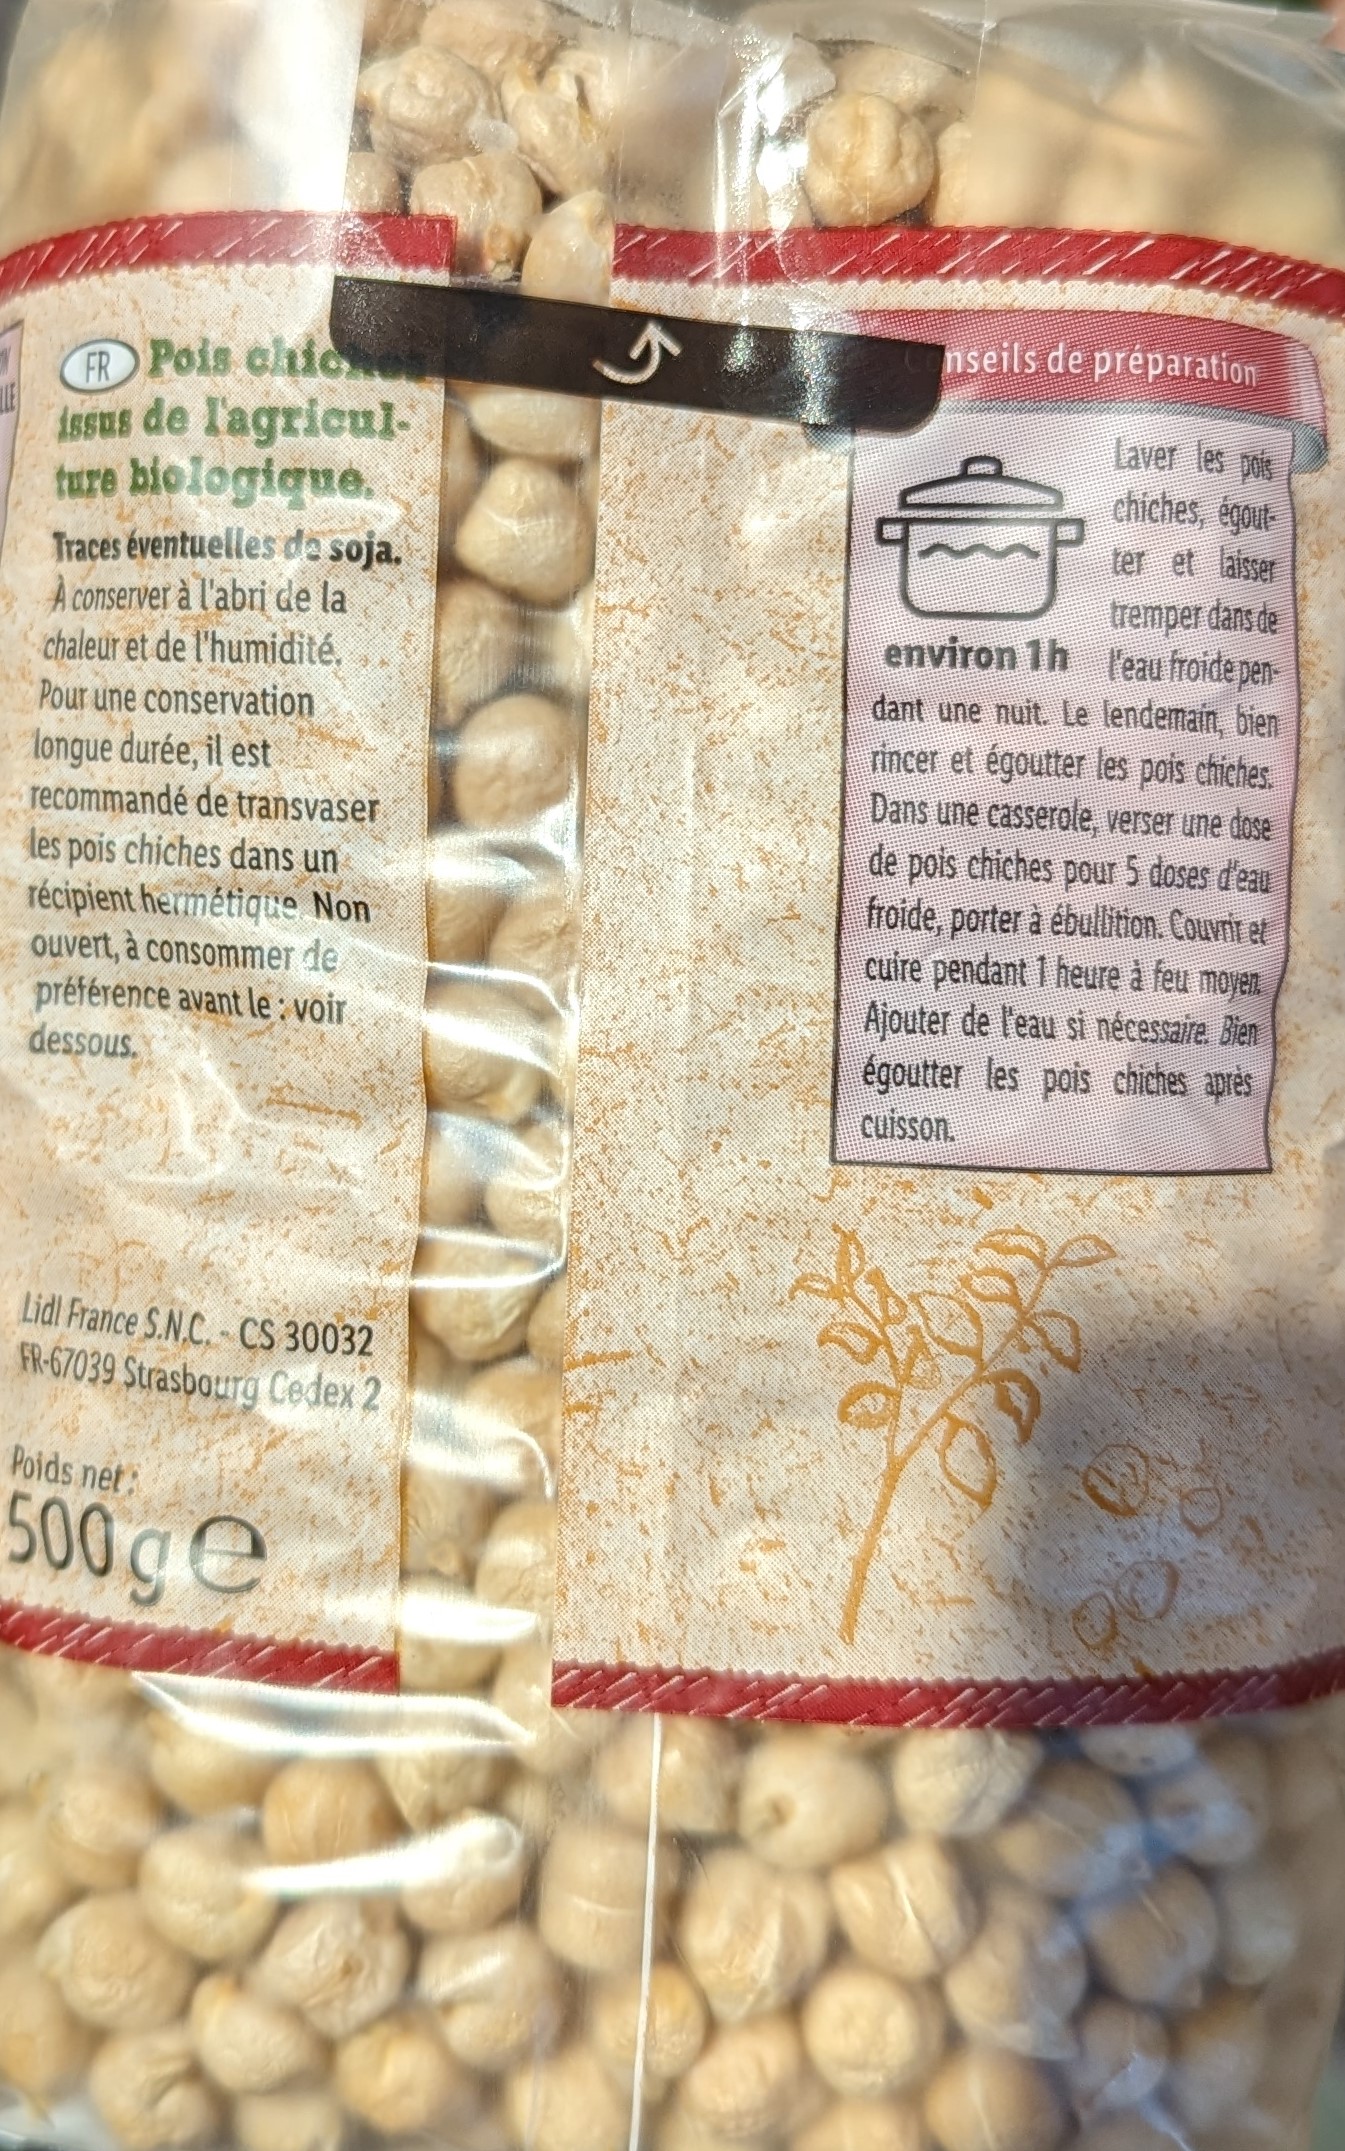 FR Pois
issus de l'agricul-
ture biologique.
Traces éventuelles de soja.
À conserver à l'abri de la
chaleur et de l'humidité.
Pour une conservation
longue durée, il est
recommandé de transvaser
les pois chiches dans un
récipient hermétique. Non
ouvert, à consommer de
préférence avant le : voir
dessous.
Lidl France S.N.C. - CS 30032
FR-67039 Strasbourg Cedex 2
Poids net :
500 g e
nseils de préparation
Laver les pois
chiches, égout-
ter et laisser
tremper dans de
l'eau froide pen-
environ 1h
dant une nuit. Le lendemain, bien
rincer et égoutter les pois chiches.
Dans une casserole, verser une dose
de pois chiches pour 5 doses d'eau
froide, porter à ébullition. Couvrir et
cuire pendant 1 heure à feu moyen.
Ajouter de l'eau si nécessaire. Bien
égoutter les pois chiches après
cuisson.